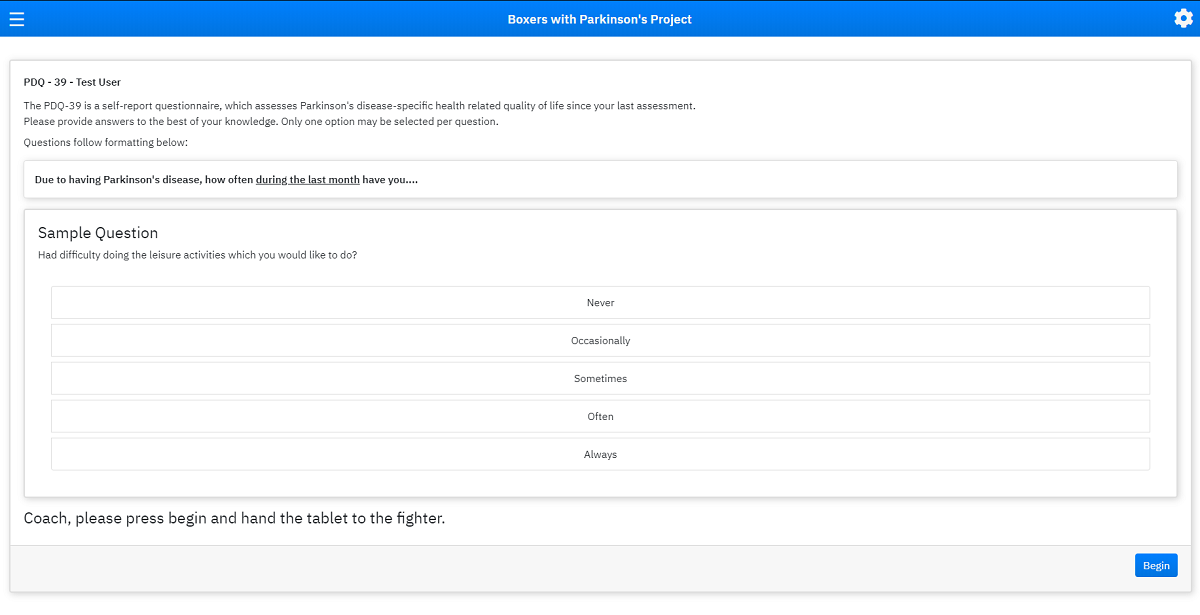 Boxers with Parkinson's Project
PDQ - 39 - Test User
The PDQ-39 is a self-report questionnaire, which assesses Parkinson's disease-specific health related quality of life since your last assessment.
Please provide answers to the best of your knowledge. Only one option may be selected per question.
Questions follow formatting below:
Due to having Parkinson's disease, how often during the last month have you....
Sample Question
Had difficulty doing the leisure activities which you would like to do?
Never
Occasionally
Sometimes
Often
Always
Coach, please press begin and hand the tablet to the fighter.
Begin